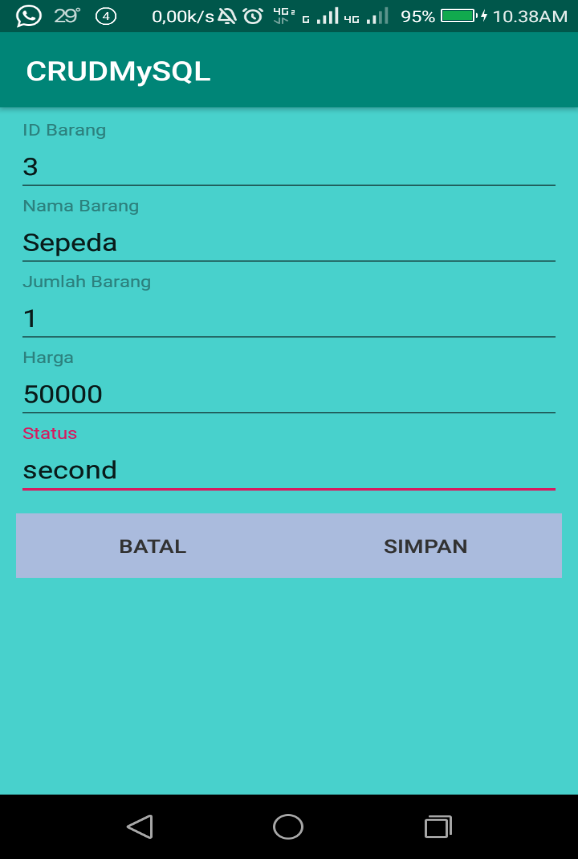 29° 4 0,00k/s 4G² G 4G 95% 10.38AM
CRUDMySQL
ID Barang
3
Nama Barang
Sepeda
Jumlah Barang
1
Harga
50000
Status
second
BATAL SIMPAN